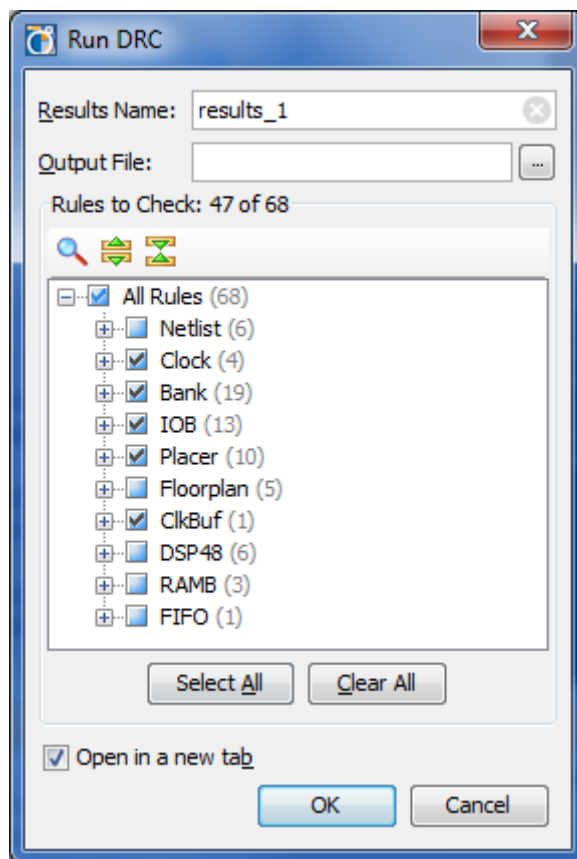 Run DRC
Results Name: results_1
Output File: ...
Rules to Check: 47 of 68
All Rules (68)
Netlist (6)
Clock (4)
Bank (19)
IOB (13)
Placer (10)
Floorplan (5)
ClkBuf (1)
DSP48 (6)
RAMB (3)
FIFO (1)
Select All Clear All
Open in a new tab
OK Cancel